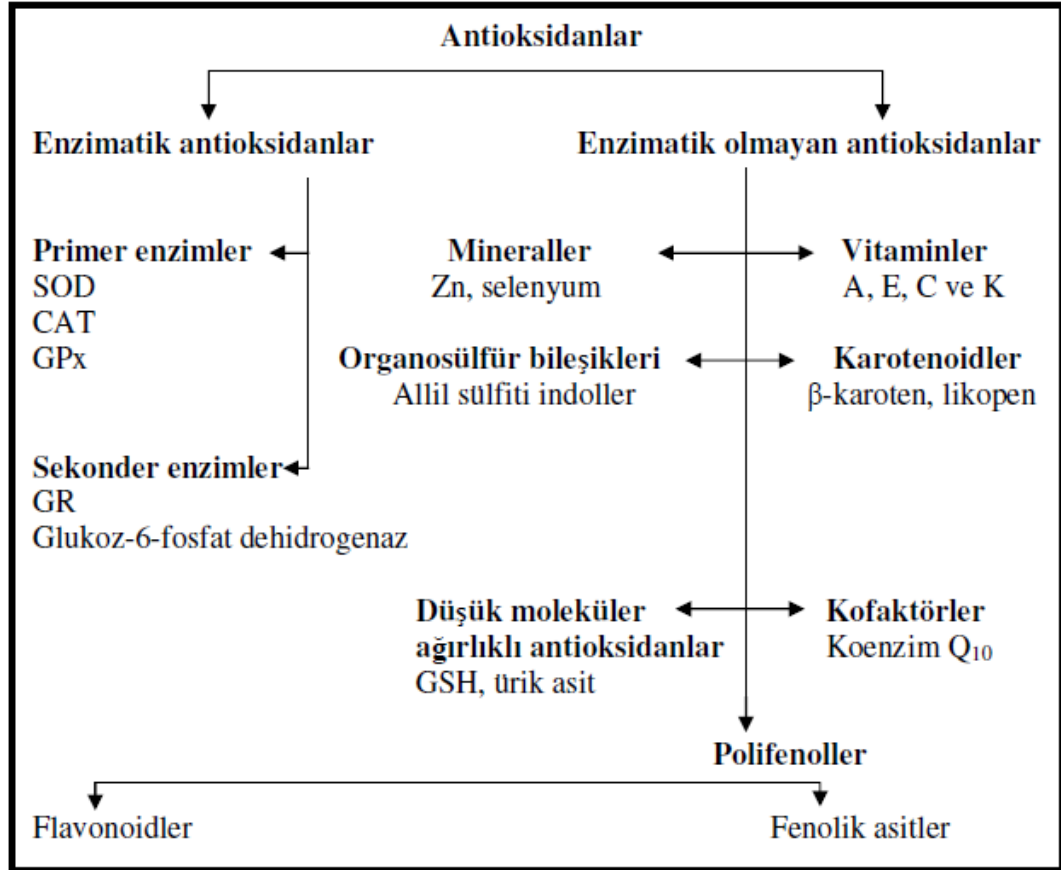 Antioksidanlar
Enzimatik antioksidanlar
Enzimatik olmayan antioksidanlar
Primer enzimler
SOD
CAT
GPx
Mineraller
Zn, selenyum
Vitaminler
A, E, C ve K
Organosülfür bileşikleri
Allil sülfiti indoller
Karotenoidler
β-karoten, likopen
Sekonder enzimler
GR
Glukoz-6-fosfat dehidrogenaz
Düşük moleküler
ağırlıklı antioksidanlar
GSH, ürik asit
Kofaktörler
Koenzim Q₁₀
Polifenoller
Flavonoidler
Fenolik asitler